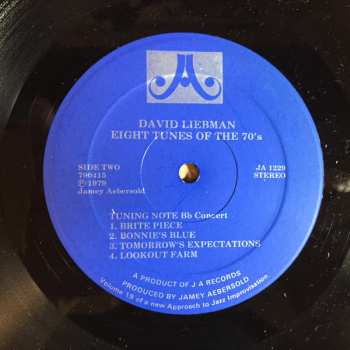 DAVID LIEBMAN
EIGHT TUNES OF THE 70's
SIDE TWO
790415
Ⓟ1979
Jamey Aebersold
JA 1229
STEREO
TUNING NOTE Bb Concert
1. BRITE PIECE
2. BONNIE'S BLUE
3. TOMORROW'S EXPECTATIONS
4. LOOKOUT FARM
A PRODUCT OF J A RECORDS
PRODUCED BY JAMEY AEBERSOLD
Volume 19 of a new Approach to Jazz Improvisation